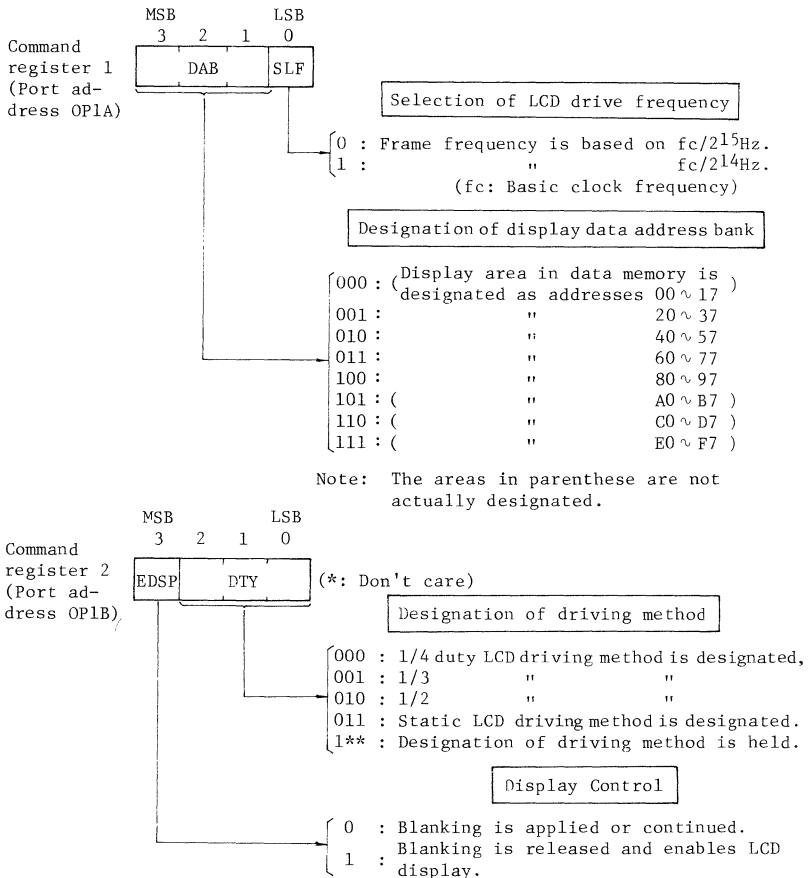 MSB LSB
3 2 1 0
Command
register 1
(Port ad-
dress OP1A)
DAB SLF
Selection of LCD drive frequency
0 : Frame frequency is based on fc/2^15Hz.
1 : " fc/2^14Hz.
(fc: Basic clock frequency)
Designation of display data address bank
000 : (Display area in data memory is
designated as addresses 00 ∿ 17 )
001 : " 20 ∿ 37
010 : " 40 ∿ 57
011 : " 60 ∿ 77
100 : " 80 ∿ 97
101 : ( " A0 ∿ B7 )
110 : ( " C0 ∿ D7 )
111 : ( " E0 ∿ F7 )
Note: The areas in parenthese are not
actually designated.
MSB LSB
3 2 1 0
Command
register 2
(Port ad-
dress OP1B)
EDSP DTY (*: Don't care)
Designation of driving method
000 : 1/4 duty LCD driving method is designated,
001 : 1/3 " "
010 : 1/2 " "
011 : Static LCD driving method is designated.
1** : Designation of driving method is held.
Display Control
0 : Blanking is applied or continued.
1 : Blanking is released and enables LCD
display.